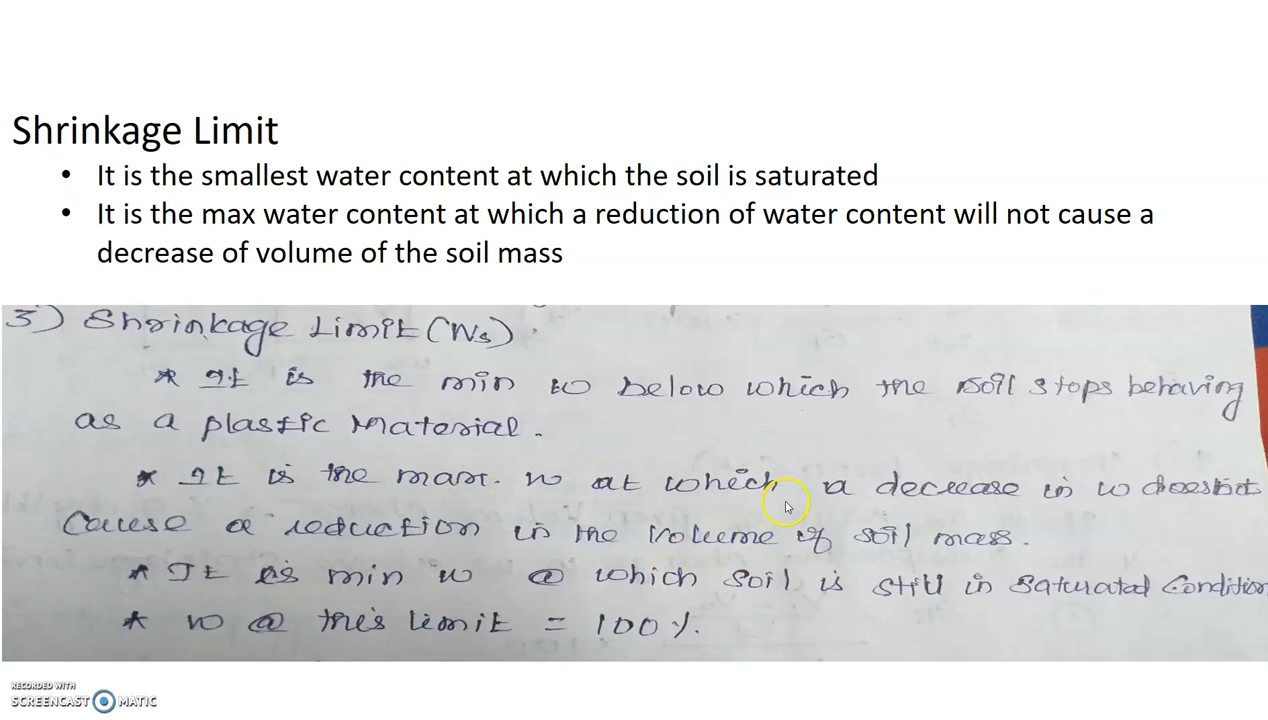 Shrinkage Limit
• It is the smallest water content at which the soil is saturated
• It is the max water content at which a reduction of water content will not cause a
decrease of volume of the soil mass
3) Shrinkage Limit (Ws)
* It is the min w below which the soil stops behaving
as a plastic Material.
* It is the max. w at which a decrease in w does not
Cause a reduction in the Volume of soil mass.
* It is min w @ which soil is still in Saturated Condition
* w @ this limit = 100%.
RECORDED WITH
SCREENCAST MATIC